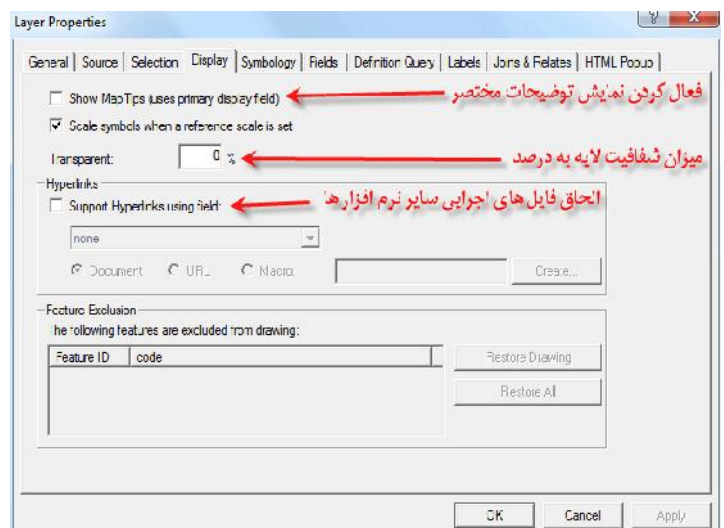 Layer Properties
General Source Selection Display Symbology Fields Definition Query Labels Joins & Relates HTML Popup
Show MapTips (uses primary display field)
فعال کردن نمایش توضیحات مختصر
Scale symbols when a reference scale is set
Transparent: 0 %
میزان شفافیت لایه به درصد
Hyperlinks
Support Hyperlinks using field:
الحاق فایل های اجرایی سایر نرم افزارها
none
Document URL Macro Create...
Feature Exclusion
The following features are excluded from drawing:
Feature ID code
Restore Drawing
Restore All
OK Cancel Apply